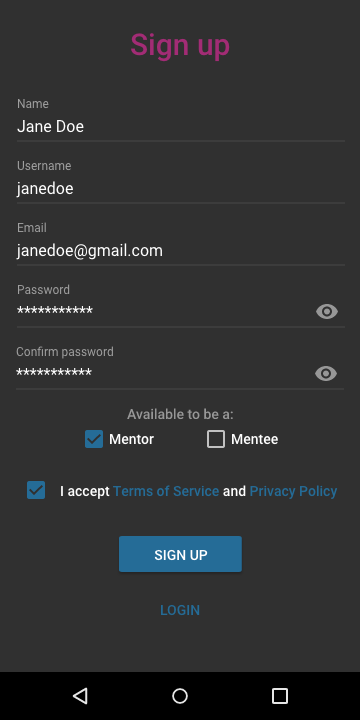 Sign up
Name
Jane Doe
Username
janedoe
Email
janedoe@gmail.com
Password
***********
Confirm password
***********
Available to be a:
Mentor Mentee
I accept Terms of Service and Privacy Policy
SIGN UP
LOGIN